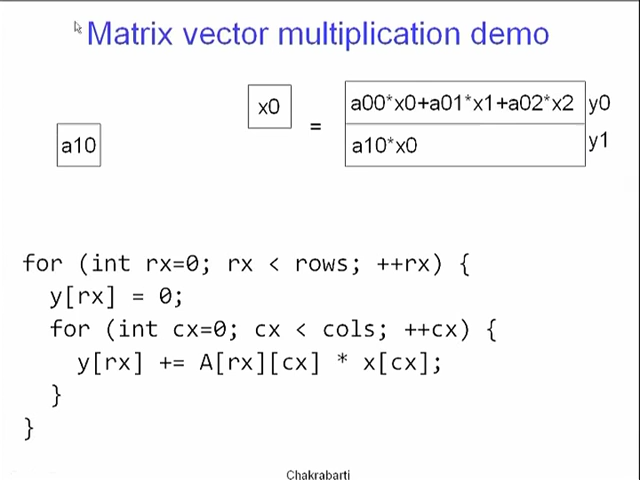 Matrix vector multiplication demo
x0
a00*x0+a01*x1+a02*x2 y0
=
a10
a10*x0 y1
for (int rx=0; rx < rows; ++rx) {
y[rx] = 0;
for (int cx=0; cx < cols; ++cx) {
y[rx] += A[rx][cx] * x[cx];
}
}
Chakrabarti